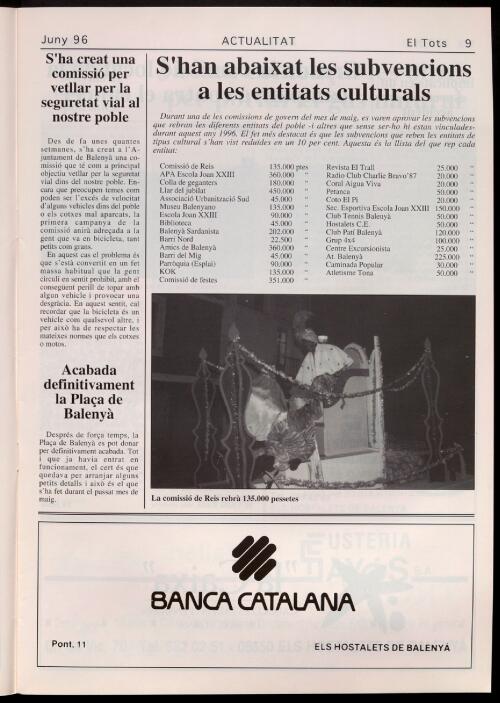 Juny 96
ACTUALITAT
El Tots 9
S'ha creat una
comissió per
vetllar per la
seguretat vial al
nostre poble
Des de fa unes quantes
setmanes, s'ha creat a l'A-
juntament de Balenyà una co-
missió que té com a principal
objectiu vetllar per la seguretat
vial dins del nostre poble. En-
cara que preocupen temes com
poden ser l'excés de velocitat
d'alguns vehicles dins del poble
o els cotxes mal aparcats, la
primera campanya de la
comissió anirà adreçada a la
gent que va en bicicleta, tant
petits com grans.
En aquest cas el problema és
que s'està convertit en un fet
massa habitual que la gent
circuli en sentit prohibit, amb el
consegüent perill de topar amb
algun vehicle i provocar una
desgràcia. En aquest sentit, cal
recordar que la bicicleta és un
vehicle com qualsevol altre, i
per això ha de respectar les
mateixes normes que els cotxes
o motos.
Acabada
definitivament
la Plaça de
Balenyà
Després de força temps, la
Plaça de Balenyà es pot donar
per definitivament acabada. Tot
i que ja havia entrat en
funcionament, el cert és que
quedava per arranjar alguns
petits detalls i això és el que
s'ha fet durant el passat mes de
maig.
S'han abaixat les subvencions
a les entitats culturals
Durant una de les comissions de govern del mes de maig, es varen aprovar les subvencions
que rebran les diferents entitats del poble -i altres que sense ser-ho hi estan vinculades-
durant aquest any 1996. El fet més destacat és que les subvencions que reben les entitats de
tipus cultural s'han vist reduïdes en un 10 per cent. Aquesta és la llista del que rep cada
entitat:
Comissió de Reis 135.000 ptes
APA Escola Joan XXIII 360.000 "
Colla de geganters 180.000 "
Llar del jubilat 450.000 "
Associació Urbanització Sud 45.000 "
Museu Balenyano 135.000 "
Escola Joan XXIII 90.000 "
Biblioteca 45.000 "
Balenyà Sardanista 202.000 "
Barri Nord 22.500 "
Amics de Balenyà 360.000 "
Barri del Mig 45.000 "
Parròquia (Esplai) 90.000 "
KOK 135.000 "
Comissió de festes 351.000 "
Revista El Trall 25.000 "
Radio Club Charlie Bravo'87 20.000 "
Coral Aigua Viva 20.000 "
Petanca 50.000 "
Coto El Pi 20.000 "
Sec. Esportiva Escola Joan XXIII 150.000 "
Club Tennis Balenyà 50.000 "
Hostalets C.E. 50.000 "
Club Patí Balenyà 120.000 "
Grup 4x4 100.000 "
Centre Excursionista 25.000 "
At. Balenyà 225.000 "
Caminada Popular 30.000 "
Atletisme Tona 50.000 "
La comissió de Reis rebrà 135.000 pessetes
BANCA CATALANA
Pont, 11
ELS HOSTALETS DE BALENYÀ